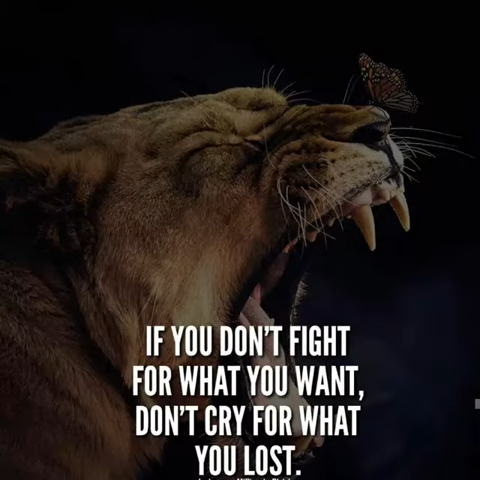 IF YOU DON'T FIGHT
FOR WHAT YOU WANT,
DON'T CRY FOR WHAT
YOU LOST.